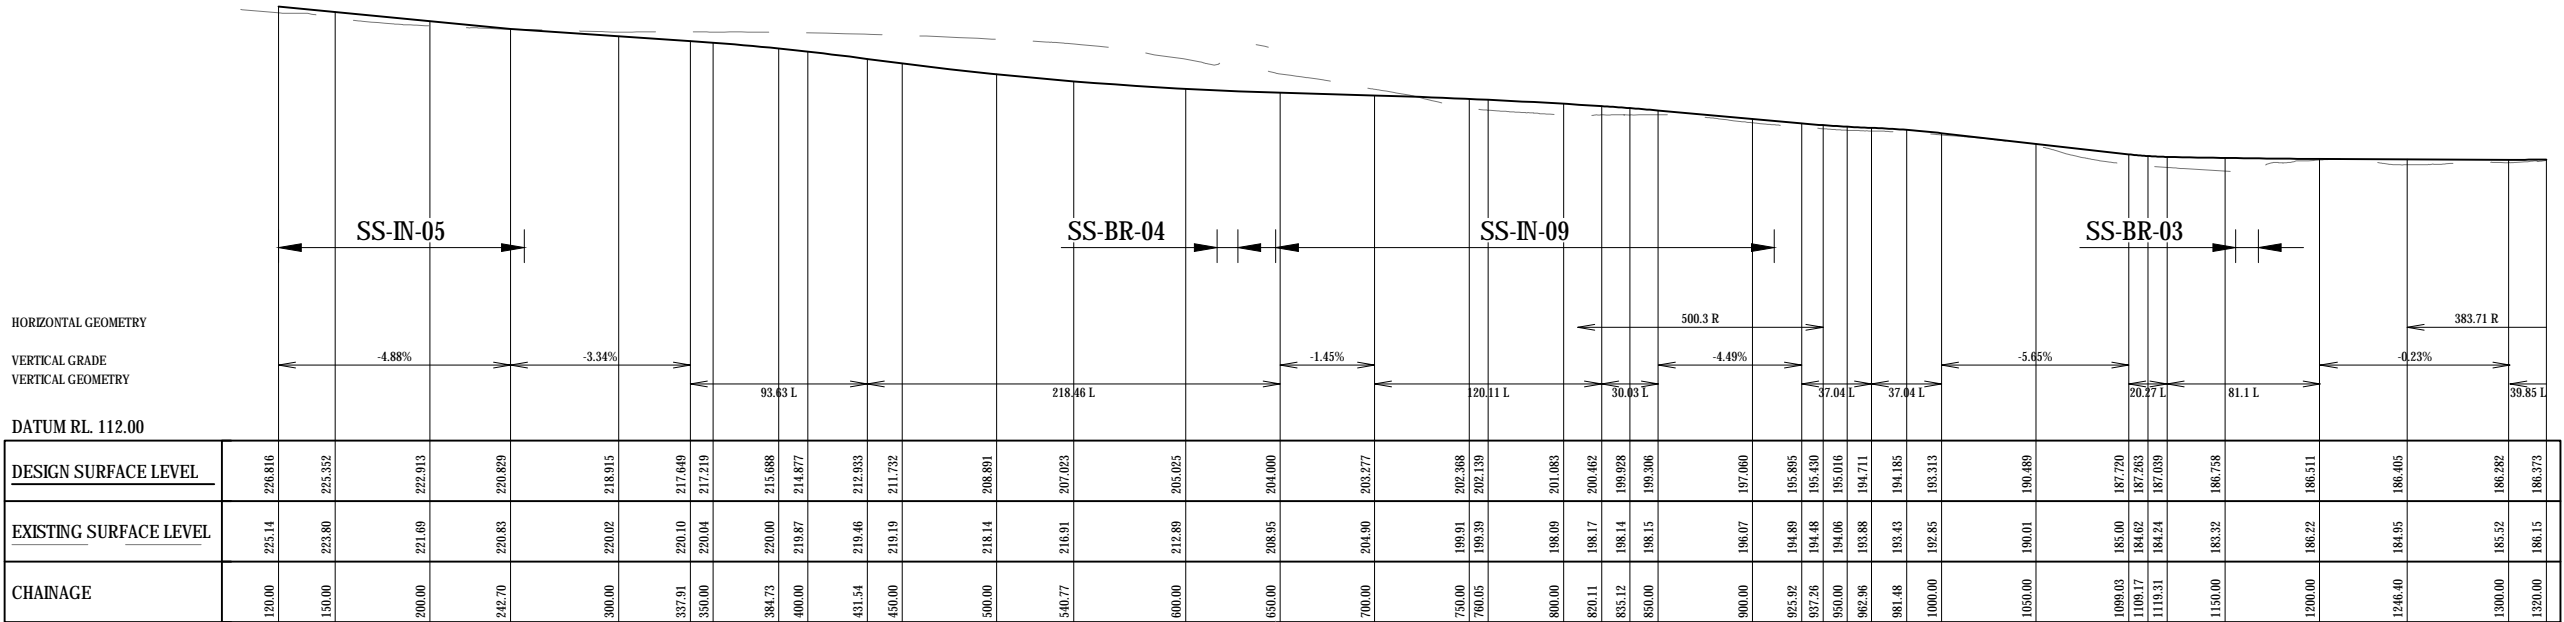 SS-IN-05
SS-BR-04
SS-IN-09
SS-BR-03
HORIZONTAL GEOMETRY
500.3 R
383.71 R
VERTICAL GRADE
-4.88%
-3.34%
-1.45%
-4.49%
-5.65%
-0.23%
VERTICAL GEOMETRY
93.63 L
218.46 L
120.11 L
30.03 L
37.04 L
37.04 L
20.27 L
81.1 L
39.85 L
DATUM RL. 112.00
DESIGN SURFACE LEVEL 226.816 225.352 222.913 220.829 218.915 217.649 217.219 215.688 214.877 212.933 211.732 208.891 207.023 205.025 204.000 203.277 202.368 202.139 201.083 200.462 199.928 199.306 197.060 195.895 195.430 195.016 194.711 194.185 193.313 190.489 187.720 187.263 187.039 186.758 186.511 186.405 186.282 186.373
EXISTING SURFACE LEVEL 225.14 223.80 221.69 220.83 220.02 220.10 220.04 220.00 219.87 219.46 219.19 218.14 216.91 212.89 208.95 204.90 199.91 199.39 198.09 198.17 198.14 198.15 196.07 194.89 194.48 194.06 193.88 193.43 192.85 190.01 185.00 184.62 184.24 183.32 186.22 184.95 185.52 186.15
CHAINAGE 120.00 150.00 200.00 242.70 300.00 337.91 350.00 384.73 400.00 431.54 450.00 500.00 540.77 600.00 650.00 700.00 750.00 760.05 800.00 820.11 835.12 850.00 900.00 925.92 937.26 950.00 962.96 981.48 1000.00 1050.00 1099.03 1109.17 1119.31 1150.00 1200.00 1246.40 1300.00 1320.00